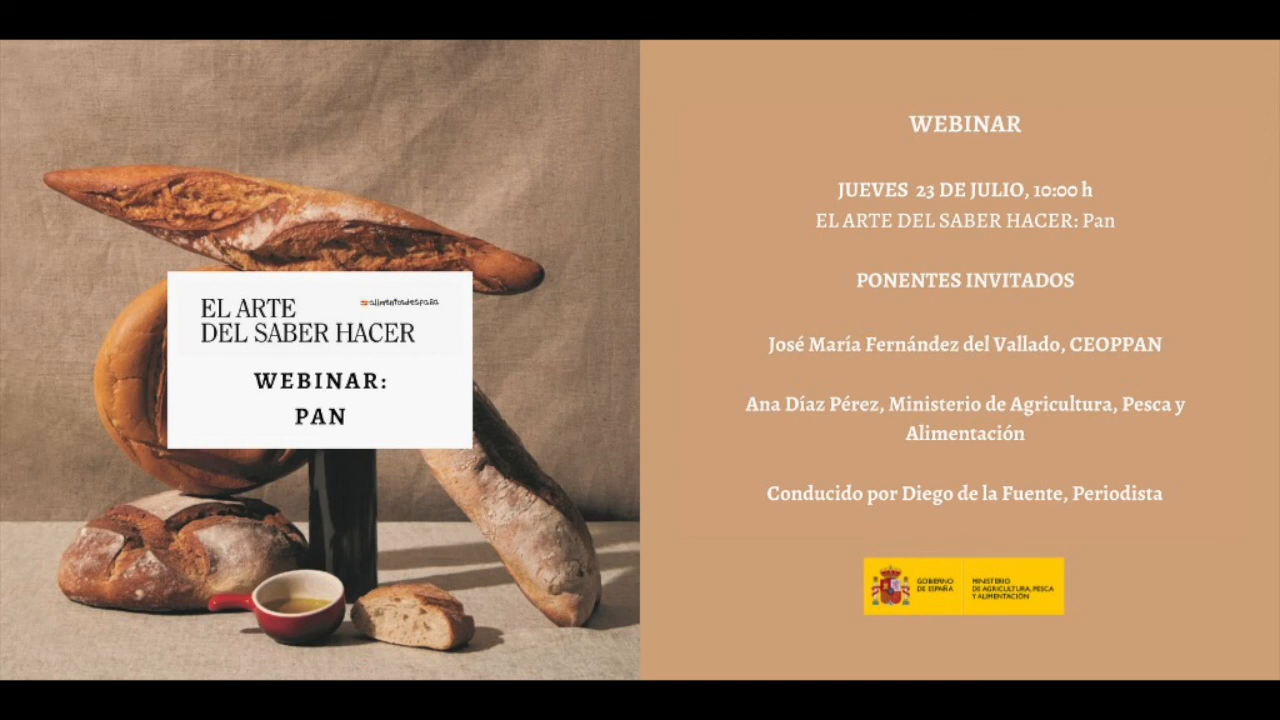 EL ARTE
DEL SABER HACER
#alimentosdespaña
WEBINAR:
PAN
WEBINAR
JUEVES 23 DE JULIO, 10:00 h
EL ARTE DEL SABER HACER: Pan
PONENTES INVITADOS
José María Fernández del Vallado, CEOPPAN
Ana Díaz Pérez, Ministerio de Agricultura, Pesca y
Alimentación
Conducido por Diego de la Fuente, Periodista
GOBIERNO
DE ESPAÑA
MINISTERIO
DE AGRICULTURA, PESCA
Y ALIMENTACIÓN